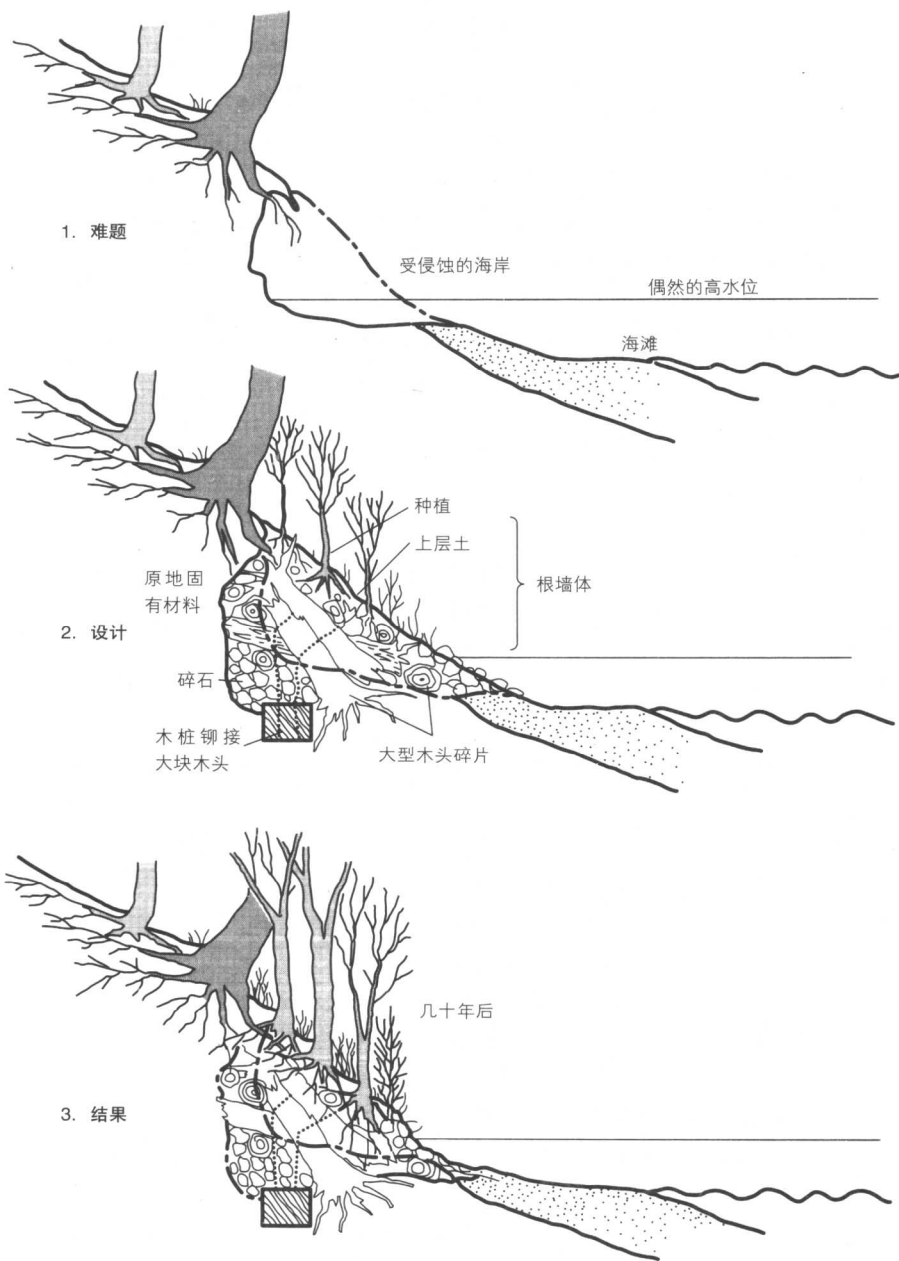 1. 难题
受侵蚀的海岸
偶然的高水位
海滩
种植
上层土
原地固
有材料
根墙体
2. 设计
碎石
木桩铆接
大块木头
大型木头碎片
几十年后
3. 结果